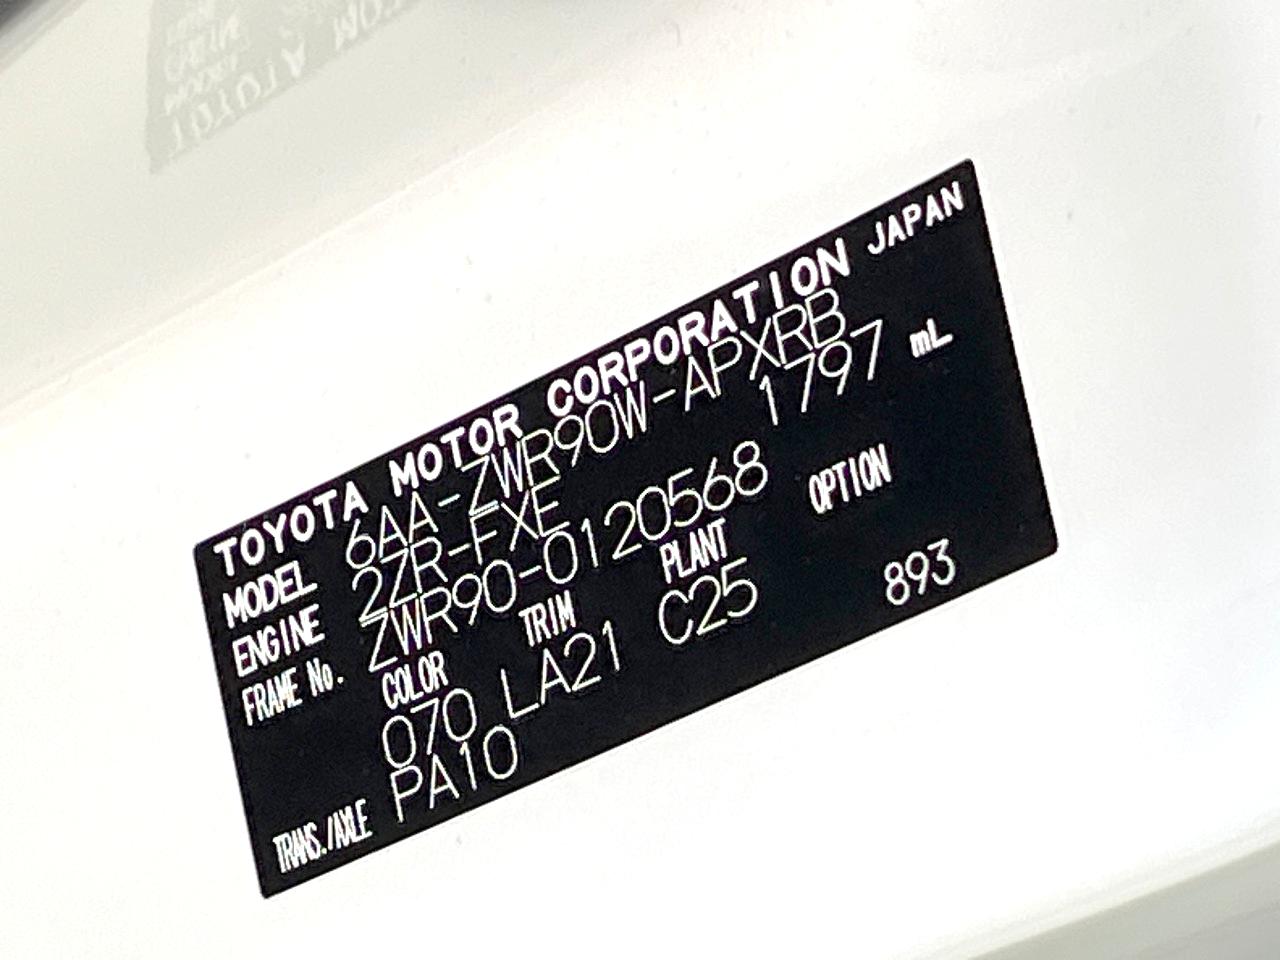 TOYOTA MOTOR CORPORATION JAPAN
MODEL 6AA-ZWR90W-APXRB
ENGINE 2ZR-FXE 1797 mL
FRAME No. ZWR90-0120568
COLOR TRIM PLANT OPTION
070 LA21 C25 893
TRANS./AXLE PA10